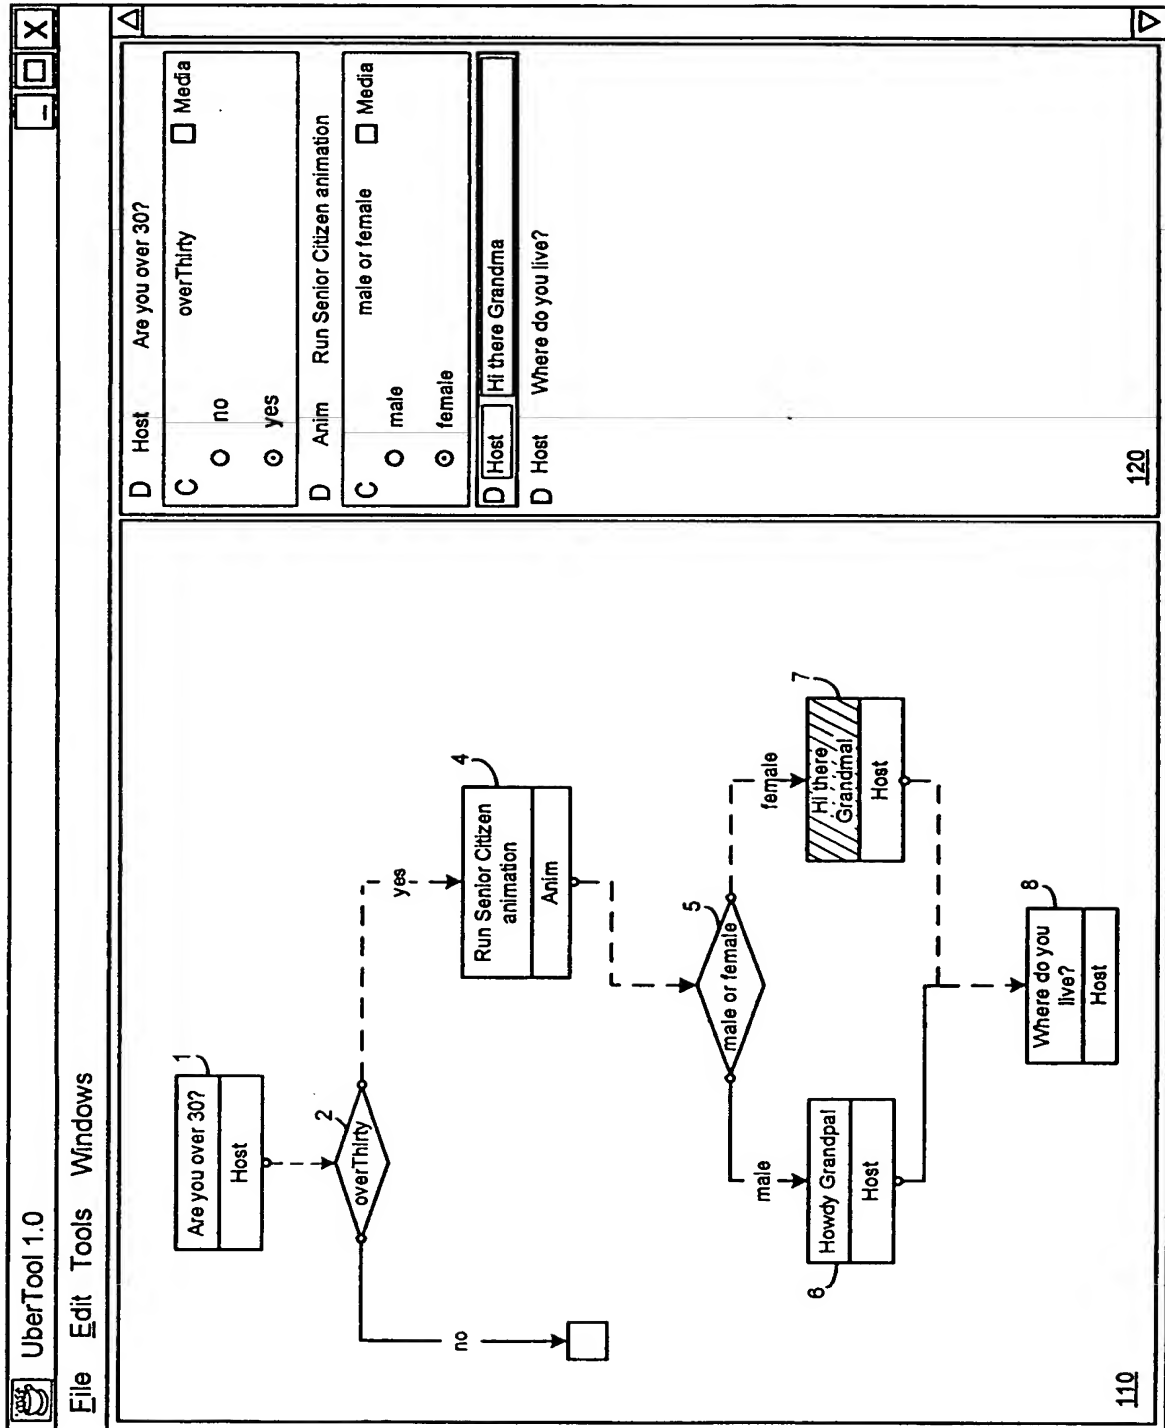 UberTool 1.0
_ X
File Edit Tools Windows
Are you over 30?
Host
1
overThirty
2
no
yes
Run Senior Citizen
animation
Anim
4
male or female
5
male
female
Howdy Grandpa!
Host
6
Hi there
Grandma!
Host
7
Where do you
live?
Host
8
110
D Host Are you over 30?
C overThirty Media
no
yes
D Anim Run Senior Citizen animation
C male or female Media
male
female
D Host Hi there Grandma
D Host Where do you live?
120